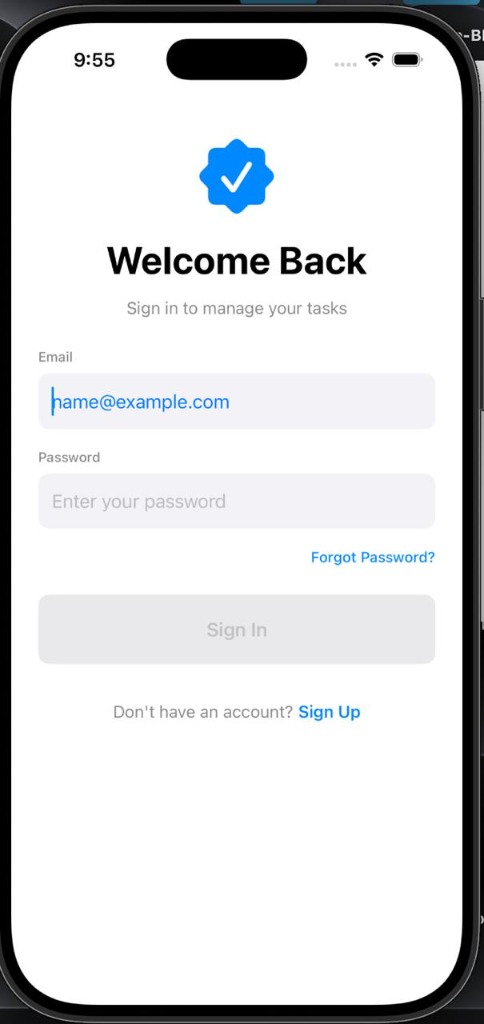 9:55
Welcome Back
Sign in to manage your tasks
Email
name@example.com
Password
Enter your password
Forgot Password?
Sign In
Don't have an account? Sign Up